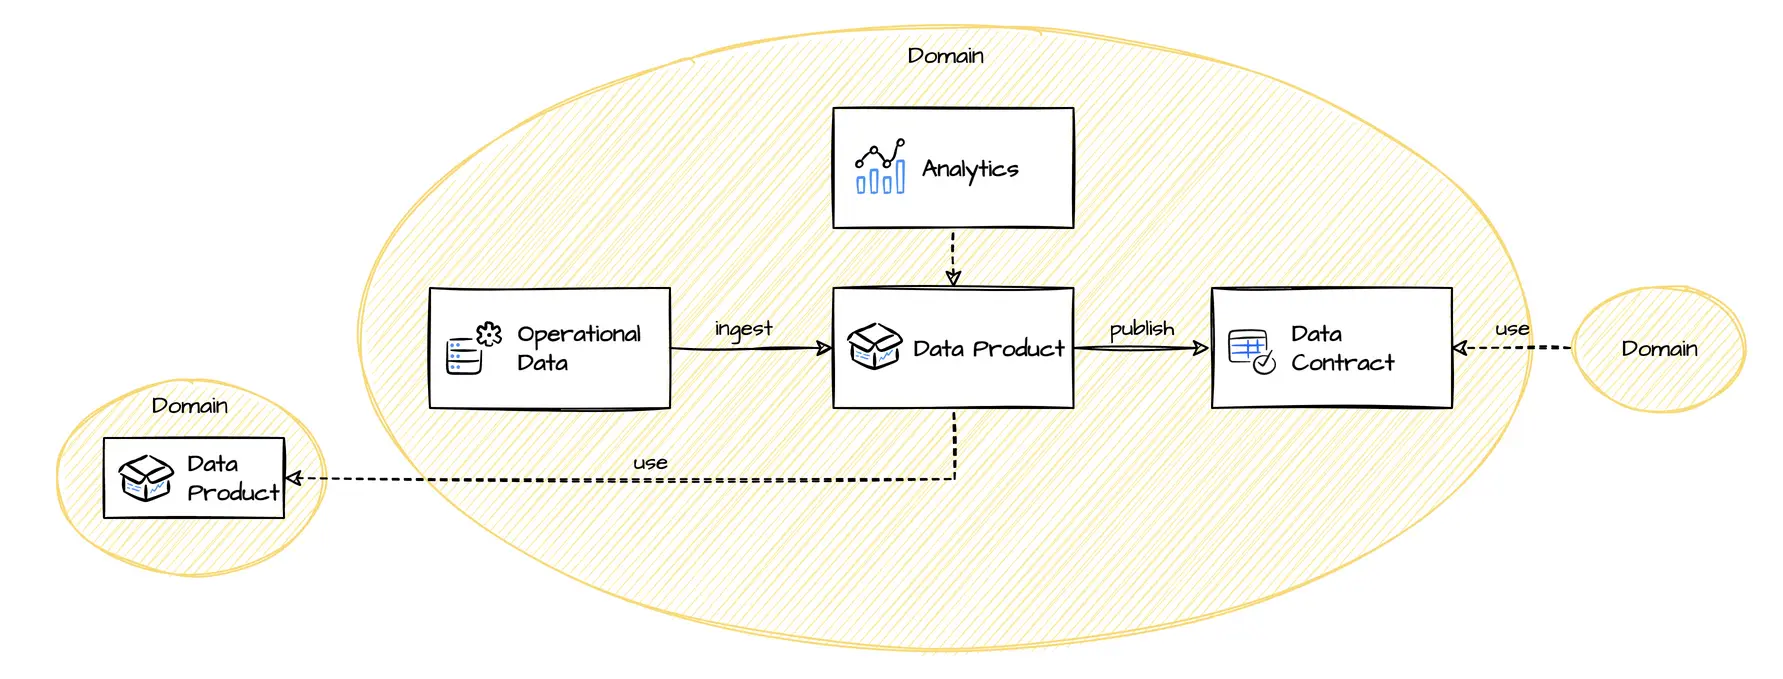 Domain
Analytics
Operational
Data
ingest
Data Product
publish
Data
Contract
use
Domain
Domain
Data
Product
use